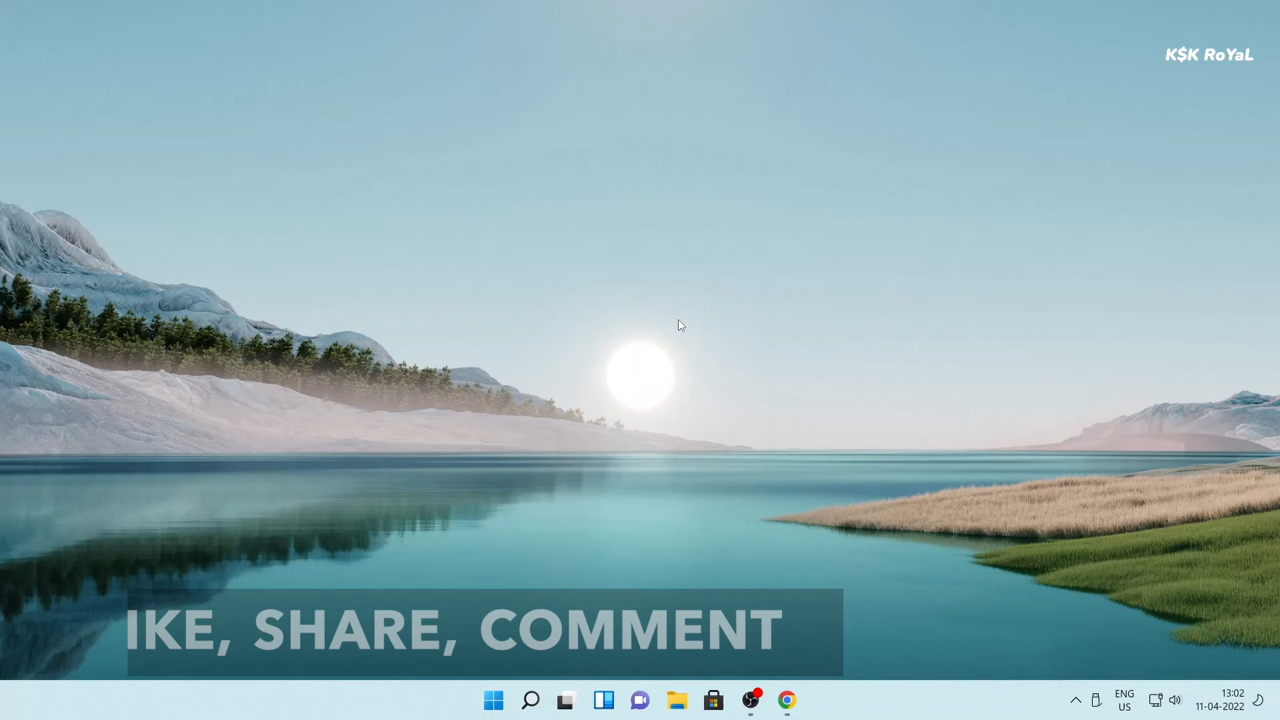 K$K RoYaL
IKE, SHARE, COMMENT
ENG
US
13:02
11-04-2022